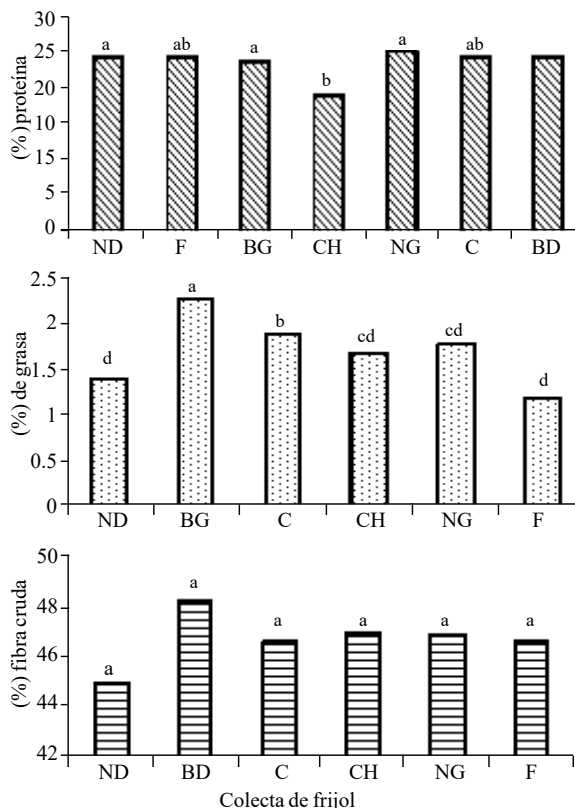 (%) proteína
30
25
20
10
15
5
0
a ab a b a ab
ND F BG CH NG C BD
(%) de grasa
2.5
2
1.5
1
0.5
0
d a b cd cd d
ND BG C CH NG F
(%) fibra cruda
50
48
46
44
42
a a a a a a
ND BD C CH NG F
Colecta de frijol